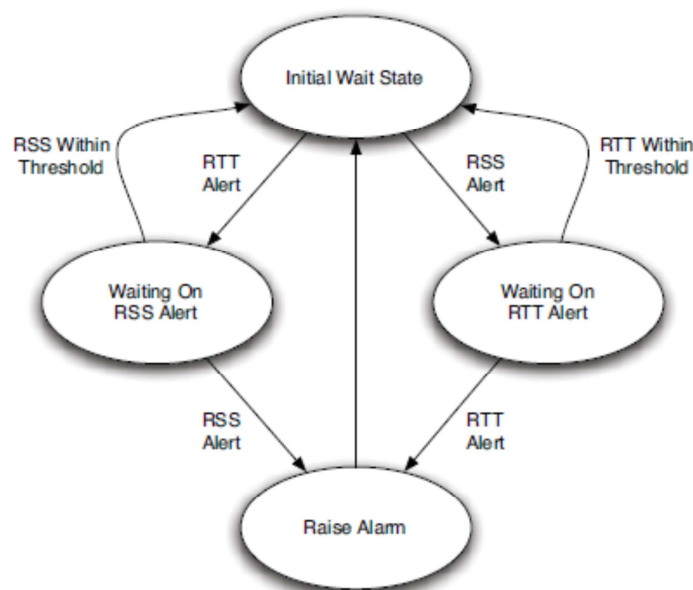 Initial Wait State
RSS Within
Threshold
RTT
Alert
RSS
Alert
RTT Within
Threshold
Waiting On
RSS Alert
Waiting On
RTT Alert
RSS
Alert
RTT
Alert
Raise Alarm